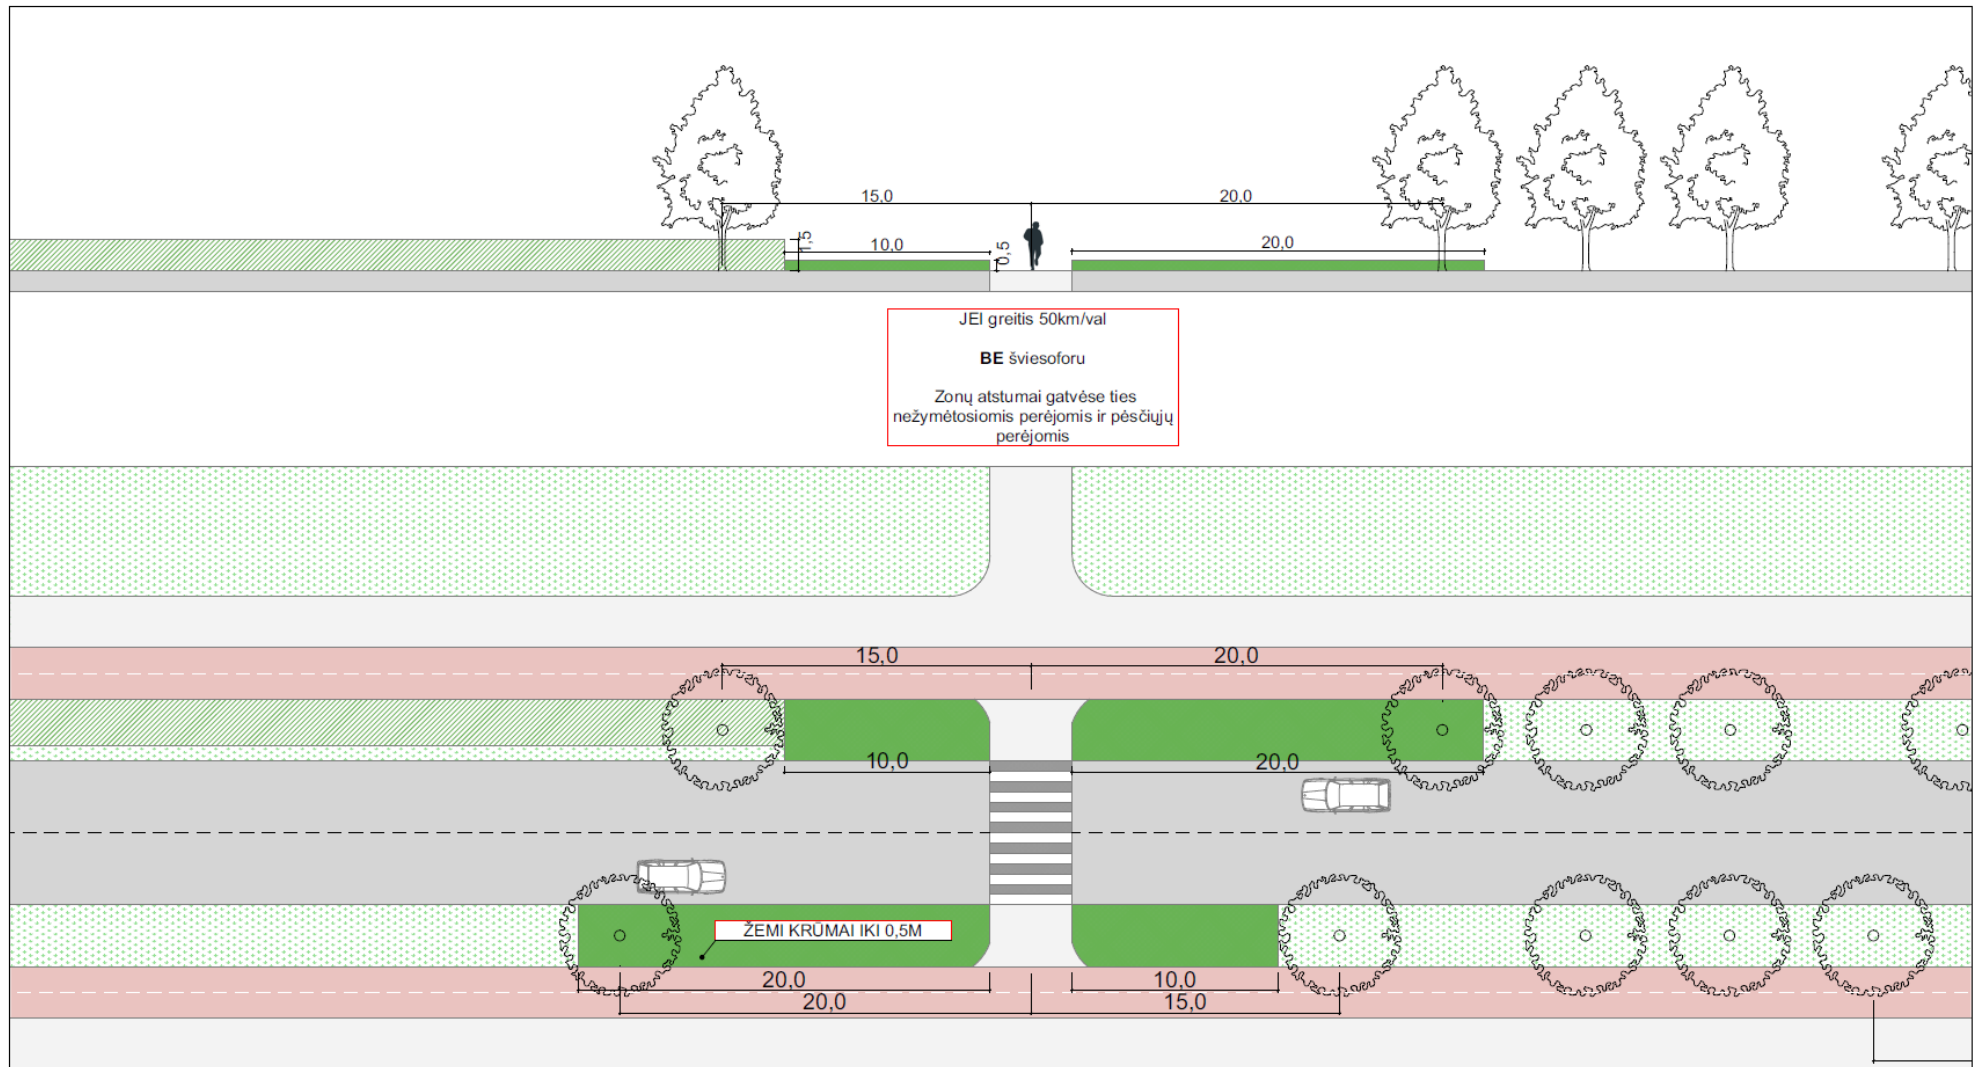 15,0
20,0
1,5
10,0
0,5
20,0
JEI greitis 50km/val
BE šviesoforu
Zonų atstumai gatvėse ties
nežymėtosiomis perėjomis ir pėsčiųjų
perėjomis
15,0
20,0
10,0
20,0
ŽEMI KRŪMAI IKI 0,5M
20,0
10,0
20,0
15,0